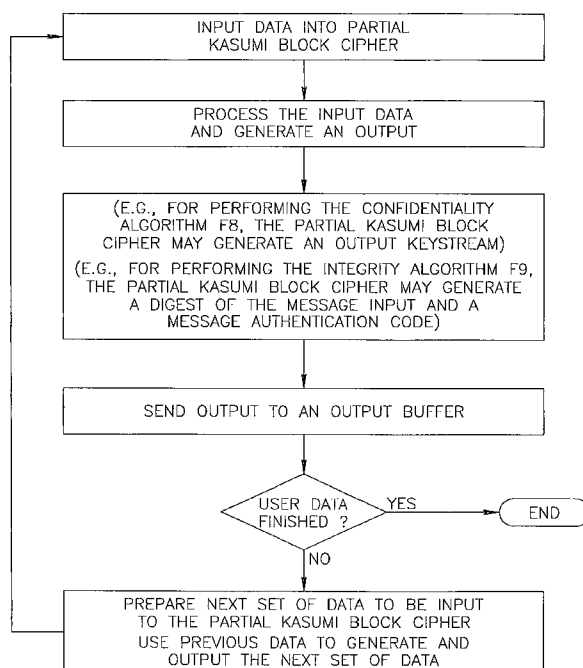 INPUT DATA INTO PARTIAL
KASUMI BLOCK CIPHER
PROCESS THE INPUT DATA
AND GENERATE AN OUTPUT
(E.G., FOR PERFORMING THE CONFIDENTIALITY
ALGORITHM F8, THE PARTIAL KASUMI BLOCK
CIPHER MAY GENERATE AN OUTPUT KEYSTREAM)
(E.G., FOR PERFORMING THE INTEGRITY ALGORITHM F9,
THE PARTIAL KASUMI BLOCK CIPHER MAY GENERATE
A DIGEST OF THE MESSAGE INPUT AND A
MESSAGE AUTHENTICATION CODE)
SEND OUTPUT TO AN OUTPUT BUFFER
USER DATA
FINISHED ?
YES
END
NO
PREPARE NEXT SET OF DATA TO BE INPUT
TO THE PARTIAL KASUMI BLOCK CIPHER
USE PREVIOUS DATA TO GENERATE AND
OUTPUT THE NEXT SET OF DATA